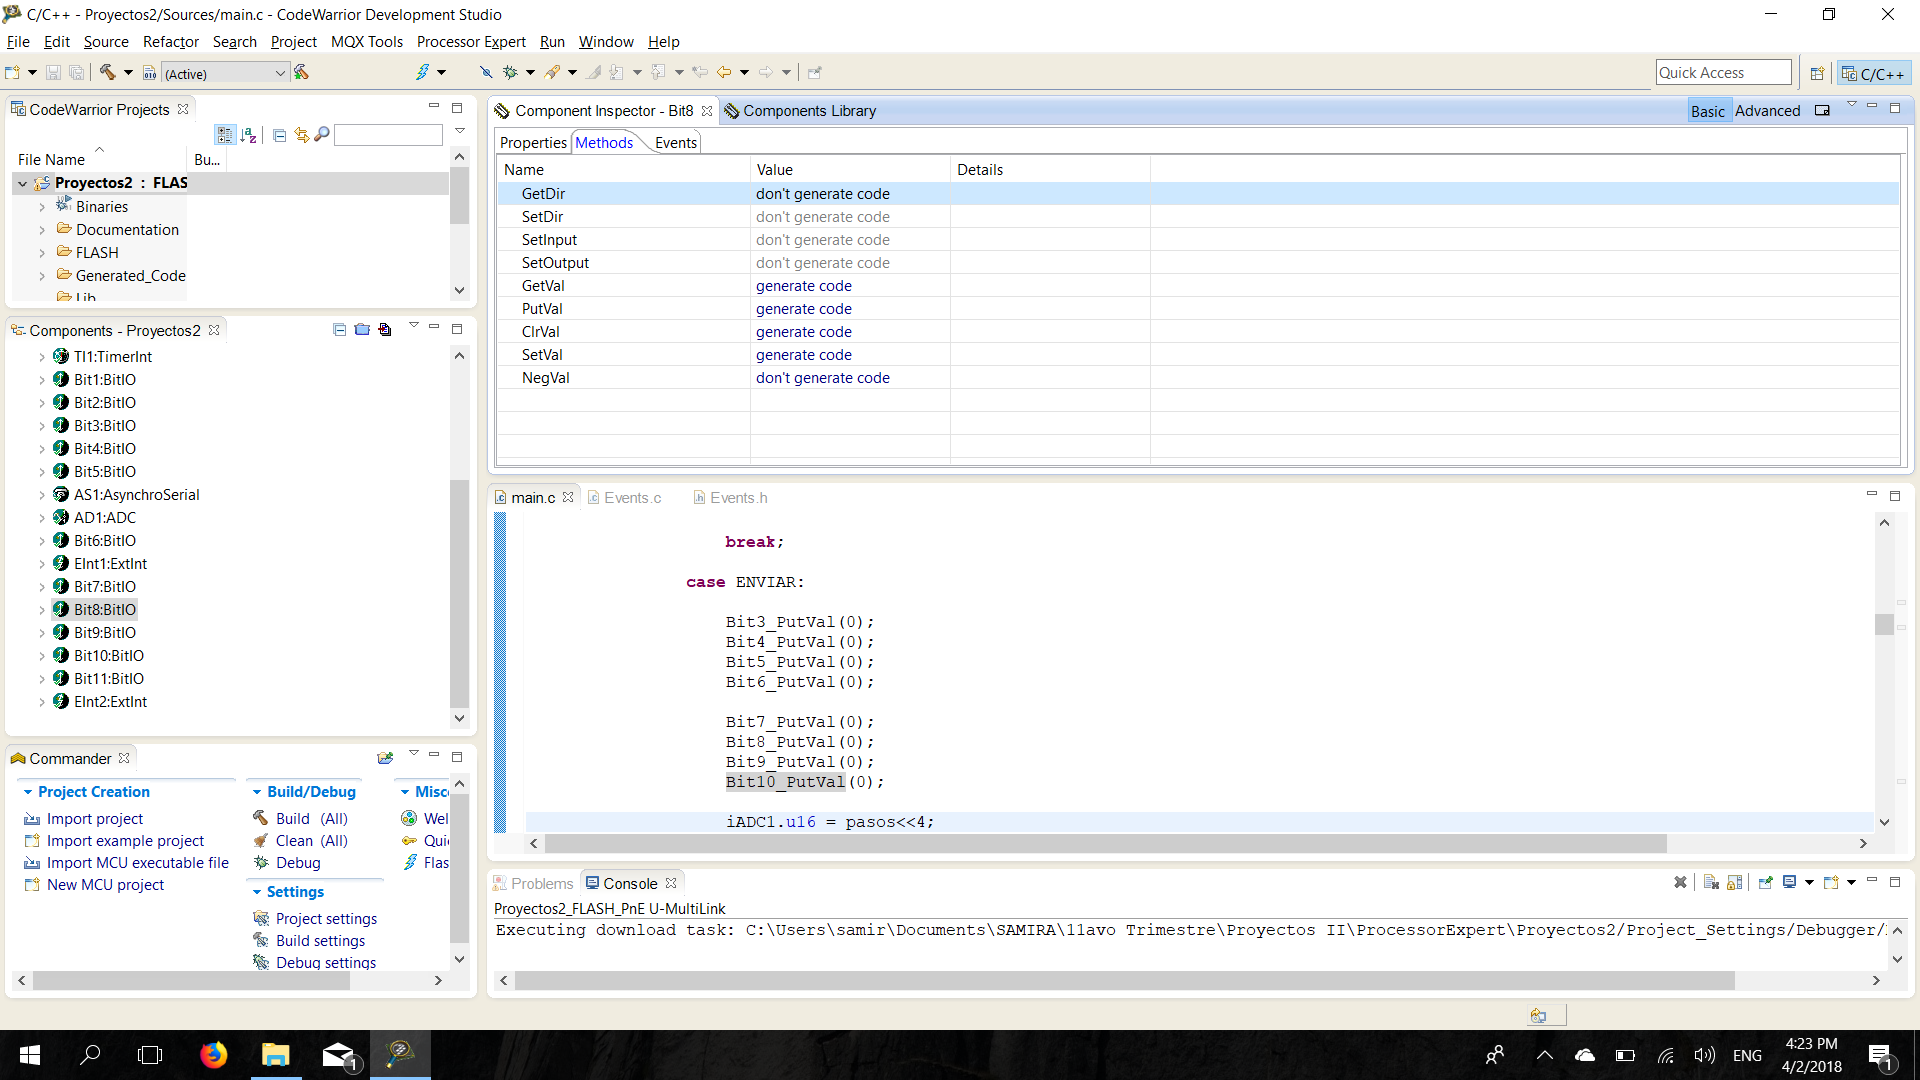 C/C++ - Proyectos2/Sources/main.c - CodeWarrior Development Studio
File Edit Source Refactor Search Project MQX Tools Processor Expert Run Window Help
(Active)
Quick Access
C/C++
CodeWarrior Projects
File Name Bu...
Proyectos2 : FLAS
Binaries
Documentation
FLASH
Generated_Code
Lib
Components - Proyectos2
TI1:TimerInt
Bit1:BitIO
Bit2:BitIO
Bit3:BitIO
Bit4:BitIO
Bit5:BitIO
AS1:AsynchroSerial
AD1:ADC
Bit6:BitIO
EInt1:ExtInt
Bit7:BitIO
Bit8:BitIO
Bit9:BitIO
Bit10:BitIO
Bit11:BitIO
EInt2:ExtInt
Commander
Project Creation
Import project
Import example project
Import MCU executable file
New MCU project
Build/Debug
Build (All)
Clean (All)
Debug
Settings
Project settings
Build settings
Debug settings
Misc
Wel
Quic
Flas
Component Inspector - Bit8 Components Library
Basic Advanced
Properties Methods Events
Name Value Details
GetDir don't generate code
SetDir don't generate code
SetInput don't generate code
SetOutput don't generate code
GetVal generate code
PutVal generate code
ClrVal generate code
SetVal generate code
NegVal don't generate code
main.c Events.c Events.h
break;
case ENVIAR:
Bit3_PutVal(0);
Bit4_PutVal(0);
Bit5_PutVal(0);
Bit6_PutVal(0);
Bit7_PutVal(0);
Bit8_PutVal(0);
Bit9_PutVal(0);
Bit10_PutVal(0);
iADC1.u16 = pasos<<4;
Problems Console
Proyectos2_FLASH_PnE U-MultiLink
Executing download task: C:\Users\samir\Documents\SAMIRA\11avo Trimestre\Proyectos II\ProcessorExpert\Proyectos2/Project_Settings/Debugger/
1
ENG
4:23 PM
4/2/2018
1